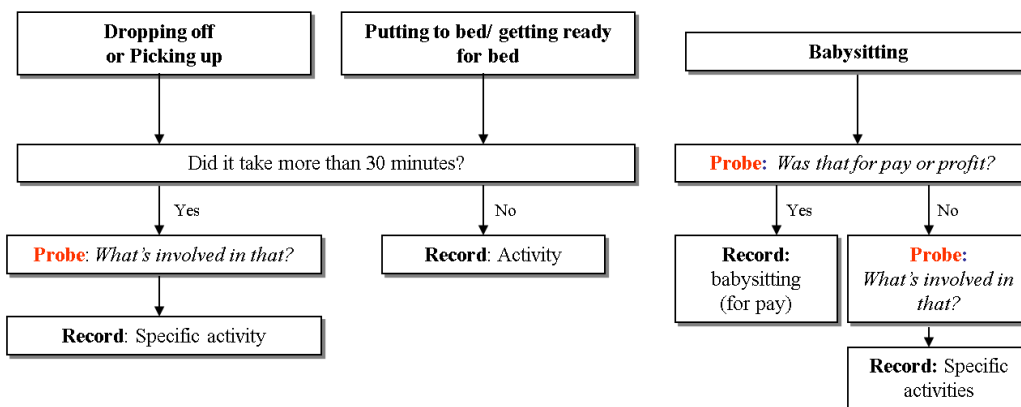 Dropping off
or Picking up
Putting to bed/ getting ready
for bed
Did it take more than 30 minutes?
Yes
No
Probe: What's involved in that?
Record: Activity
Record: Specific activity
Babysitting
Probe: Was that for pay or profit?
Yes
No
Record:
babysitting
(for pay)
Probe:
What's involved in
that?
Record: Specific
activities